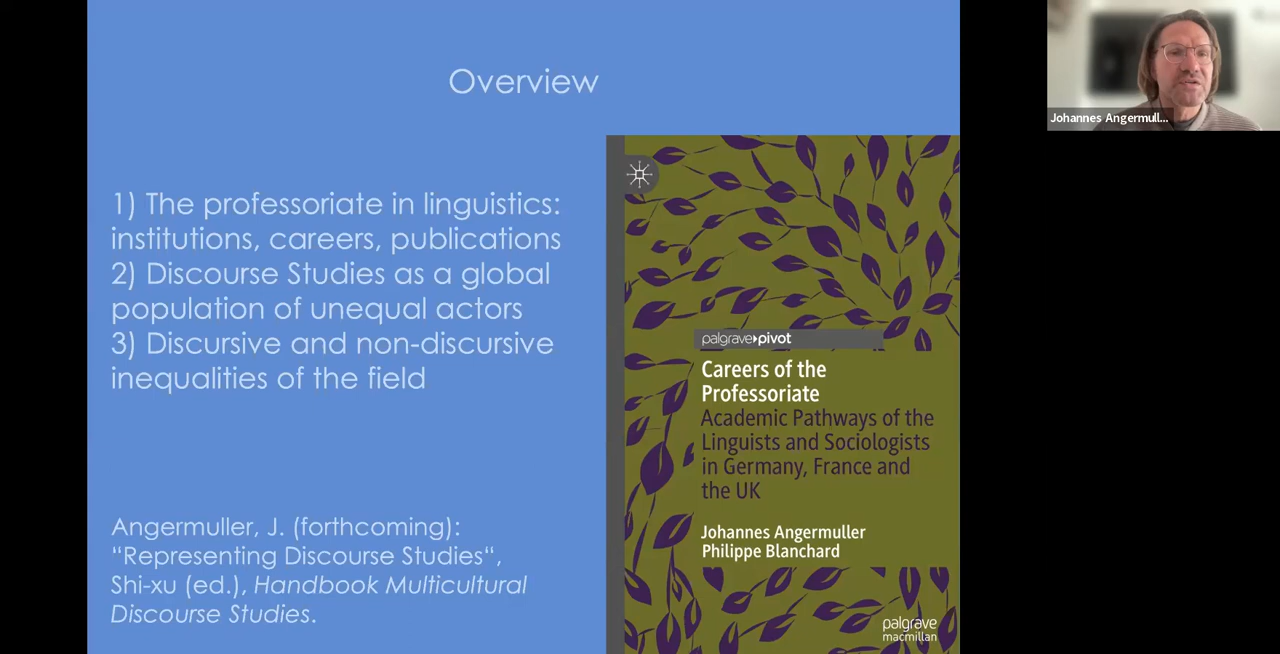 Overview
1) The professoriate in linguistics:
institutions, careers, publications
2) Discourse Studies as a global
population of unequal actors
3) Discursive and non-discursive
inequalities of the field
Angermuller, J. (forthcoming):
“Representing Discourse Studies“,
Shi-xu (ed.), Handbook Multicultural
Discourse Studies.
palgrave pivot
Careers of the
Professoriate
Academic Pathways of the
Linguists and Sociologists
in Germany, France and
the UK
Johannes Angermuller
Philippe Blanchard
palgrave
macmillan
Johannes Angermull...